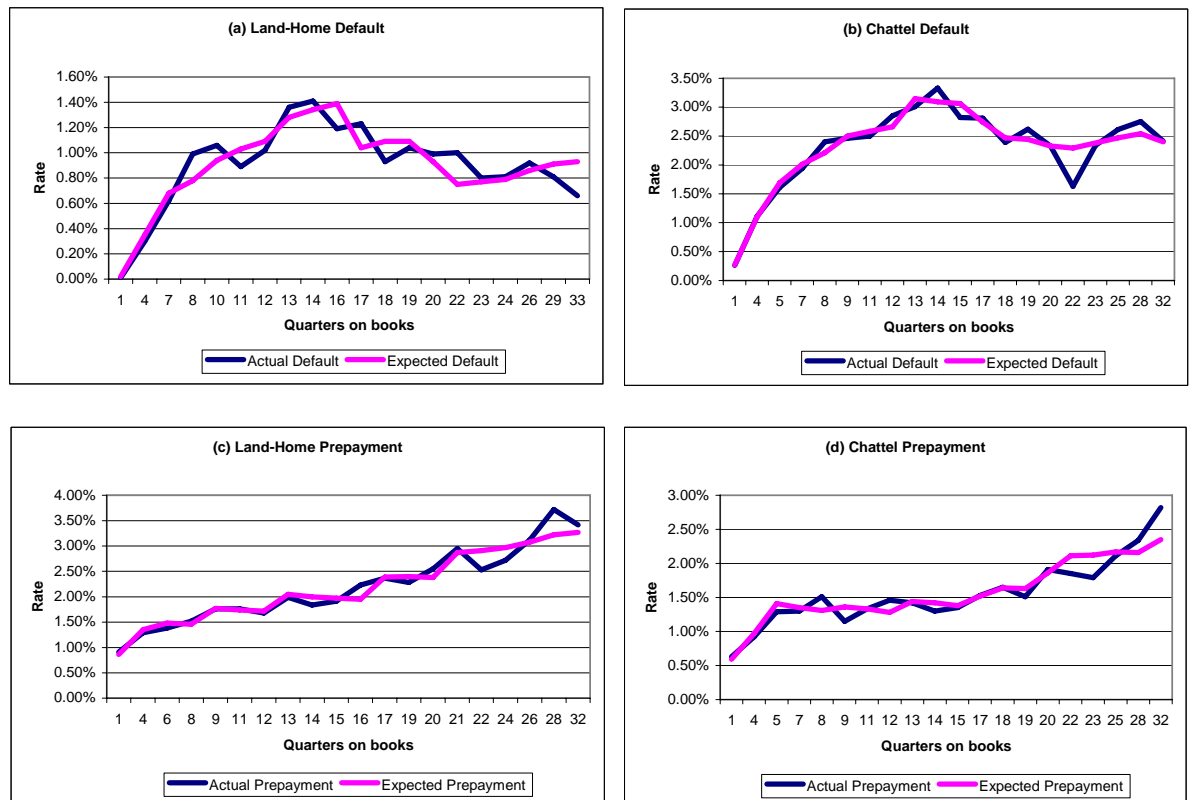 (a) Land-Home Default
Rate
1.60%
1.40%
1.20%
1.00%
0.80%
0.60%
0.40%
0.20%
0.00%
1 4 7 8 10 11 12 13 14 16 17 18 19 20 22 23 24 26 29 33
Quarters on books
Actual Default Expected Default
(b) Chattel Default
Rate
3.50%
3.00%
2.50%
2.00%
1.50%
1.00%
0.50%
0.00%
1 4 5 7 8 9 11 12 13 14 15 17 18 19 20 22 23 25 28 32
Quarters on books
Actual Default Expected Default
(c) Land-Home Prepayment
Rate
4.00%
3.50%
3.00%
2.50%
2.00%
1.50%
1.00%
0.50%
0.00%
1 4 6 8 9 11 12 13 14 15 16 17 19 20 21 22 24 26 28 32
Quarters on books
Actual Prepayment Expected Prepayment
(d) Chattel Prepayment
Rate
3.00%
2.50%
2.00%
1.50%
1.00%
0.50%
0.00%
1 4 5 7 8 9 11 12 13 14 15 17 18 19 20 22 23 25 28 32
Quarters on books
Actual Prepayment Expected Prepayment